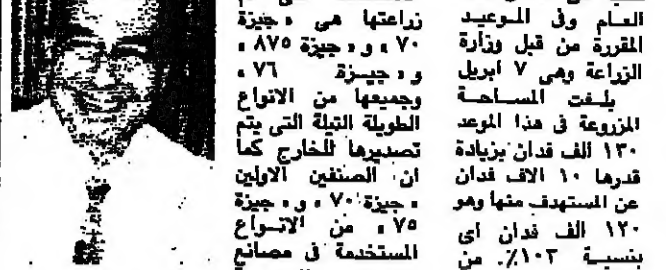 العام وفى الموعيد
المقررة من قبل وزارة
الزراعة وهى ٧ أبريل
بلغت المساحة
المزروعة فى هذا الموعد
١٣٠ الف فدان بزيادة
قدرها ١٠ الاف فدان
عن المستهدف منها وهو
١٢٠ الف فدان اى
بنسبة ١٠٣٪. من
زراعتها هى « جيزة
٧٠ » و « جيزة ٨٧٥ »
و « جيزة ٧٦ »
وجميعها من الانواع
الطويلة التيلة التى يتم
تصديرها للخارج كما
ان الصنفين الاولين
« جيزة ٧٠ » و « جيزة
٧٥ » من الانواع
المستخدمة فى مصانع